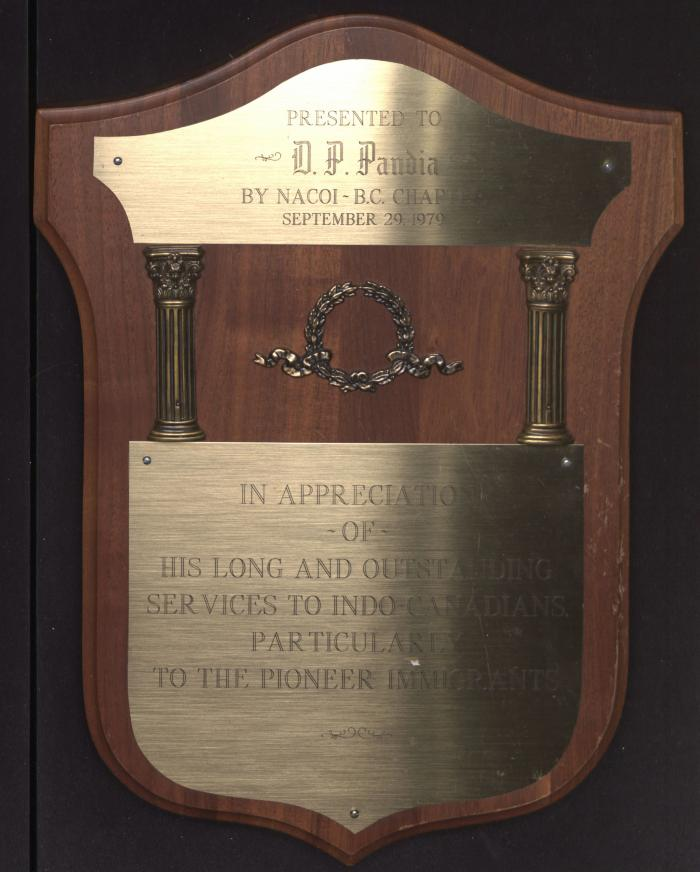 PRESENTED TO
D. P. Pandia
BY NACOI - B.C. CHAPTER
SEPTEMBER 29, 1979
IN APPRECIATION
- OF -
HIS LONG AND OUTSTANDING
SERVICES TO INDO-CANADIANS,
PARTICULARLY
TO THE PIONEER IMMIGRANTS